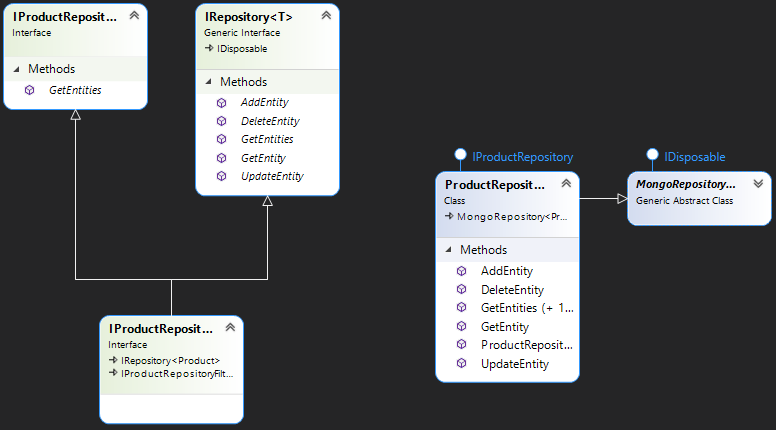 IProductReposit...
Interface
Methods
GetEntities
IRepository<T>
Generic Interface
IDisposable
Methods
AddEntity
DeleteEntity
GetEntities
GetEntity
UpdateEntity
IProductReposit...
Interface
IRepository<Product>
IProductRepositoryFilt...
IProductRepository
ProductReposit...
Class
MongoRepository<Pr...
Methods
AddEntity
DeleteEntity
GetEntities (+ 1...
GetEntity
ProductReposit...
UpdateEntity
IDisposable
MongoRepository...
Generic Abstract Class